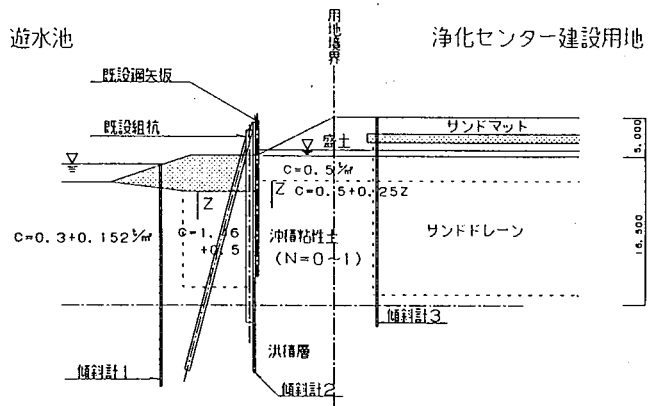 遊水池
用地境界
浄化センター建設用地
既設鋼矢板
既設組杭
サンドマット
盛土
5.000
C=0.5t/㎡
Z C=0.5+0.25Z
Z
C=0.3+0.152t/㎡
+0.5
沖積粘性土
(N=0~1)
サンドドレーン
16.500
傾斜計3
洪積層
傾斜計1
傾斜計2